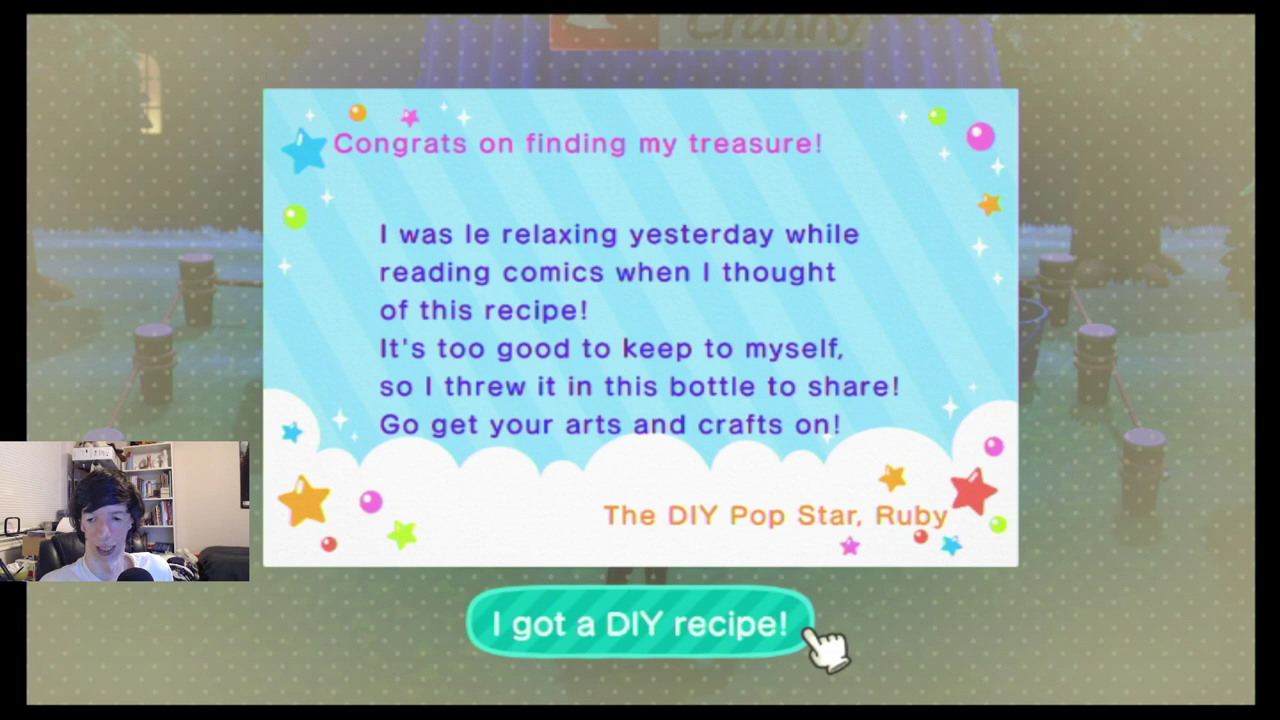 Cranny
Congrats on finding my treasure!
I was le relaxing yesterday while
reading comics when I thought
of this recipe!
It's too good to keep to myself,
so I threw it in this bottle to share!
Go get your arts and crafts on!
The DIY Pop Star, Ruby
I got a DIY recipe!